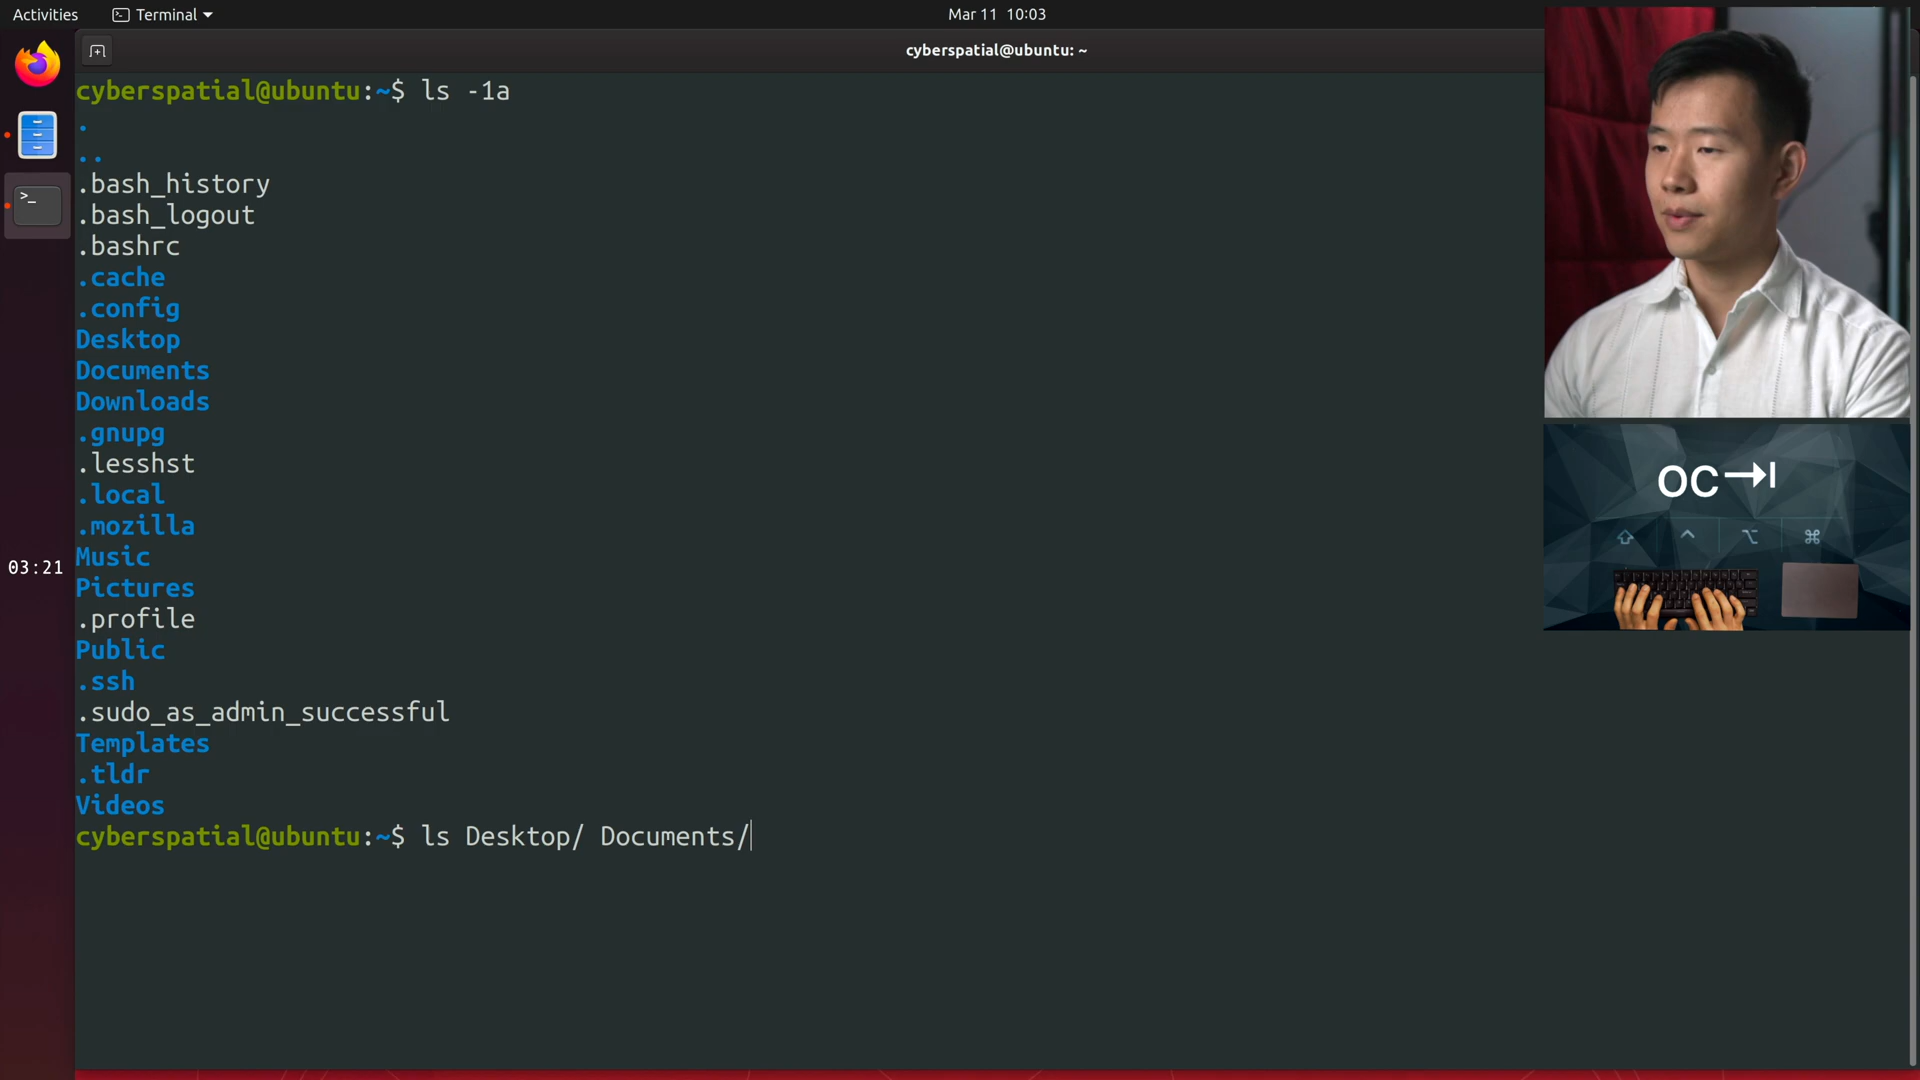 Activities
Terminal
Mar 11 10:03
cyberspatial@ubuntu: ~
cyberspatial@ubuntu:~$ ls -1a
.
..
.bash_history
.bash_logout
.bashrc
.cache
.config
Desktop
Documents
Downloads
.gnupg
.lesshst
.local
.mozilla
Music
Pictures
.profile
Public
.ssh
.sudo_as_admin_successful
Templates
.tldr
Videos
cyberspatial@ubuntu:~$ ls Desktop/ Documents/
03:21
>_
oc⇥
⇧ ^ ⌥ ⌘